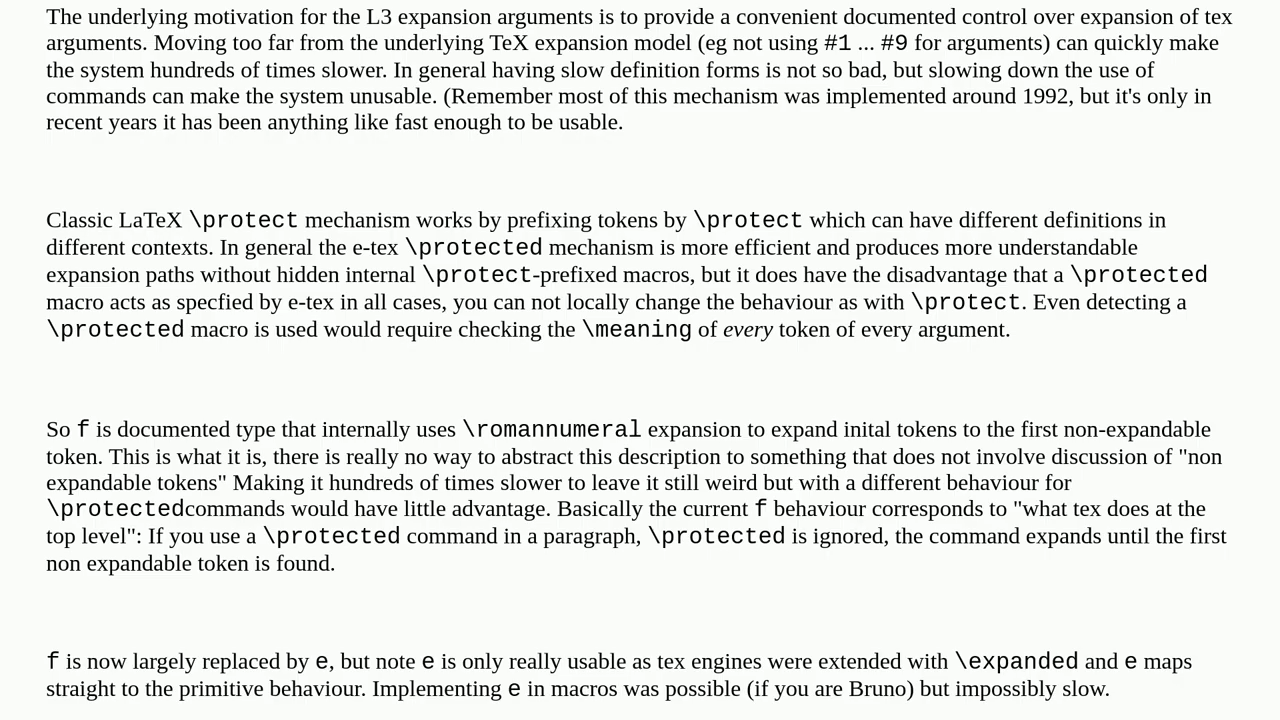 The underlying motivation for the L3 expansion arguments is to provide a convenient documented control over expansion of tex
arguments. Moving too far from the underlying TeX expansion model (eg not using #1 ... #9 for arguments) can quickly make
the system hundreds of times slower. In general having slow definition forms is not so bad, but slowing down the use of
commands can make the system unusable. (Remember most of this mechanism was implemented around 1992, but it's only in
recent years it has been anything like fast enough to be usable.
Classic LaTeX \protect mechanism works by prefixing tokens by \protect which can have different definitions in
different contexts. In general the e-tex \protected mechanism is more efficient and produces more understandable
expansion paths without hidden internal \protect-prefixed macros, but it does have the disadvantage that a \protected
macro acts as specfied by e-tex in all cases, you can not locally change the behaviour as with \protect. Even detecting a
\protected macro is used would require checking the \meaning of every token of every argument.
So f is documented type that internally uses \romannumeral expansion to expand inital tokens to the first non-expandable
token. This is what it is, there is really no way to abstract this description to something that does not involve discussion of "non
expandable tokens" Making it hundreds of times slower to leave it still weird but with a different behaviour for
\protectedcommands would have little advantage. Basically the current f behaviour corresponds to "what tex does at the
top level": If you use a \protected command in a paragraph, \protected is ignored, the command expands until the first
non expandable token is found.
f is now largely replaced by e, but note e is only really usable as tex engines were extended with \expanded and e maps
straight to the primitive behaviour. Implementing e in macros was possible (if you are Bruno) but impossibly slow.